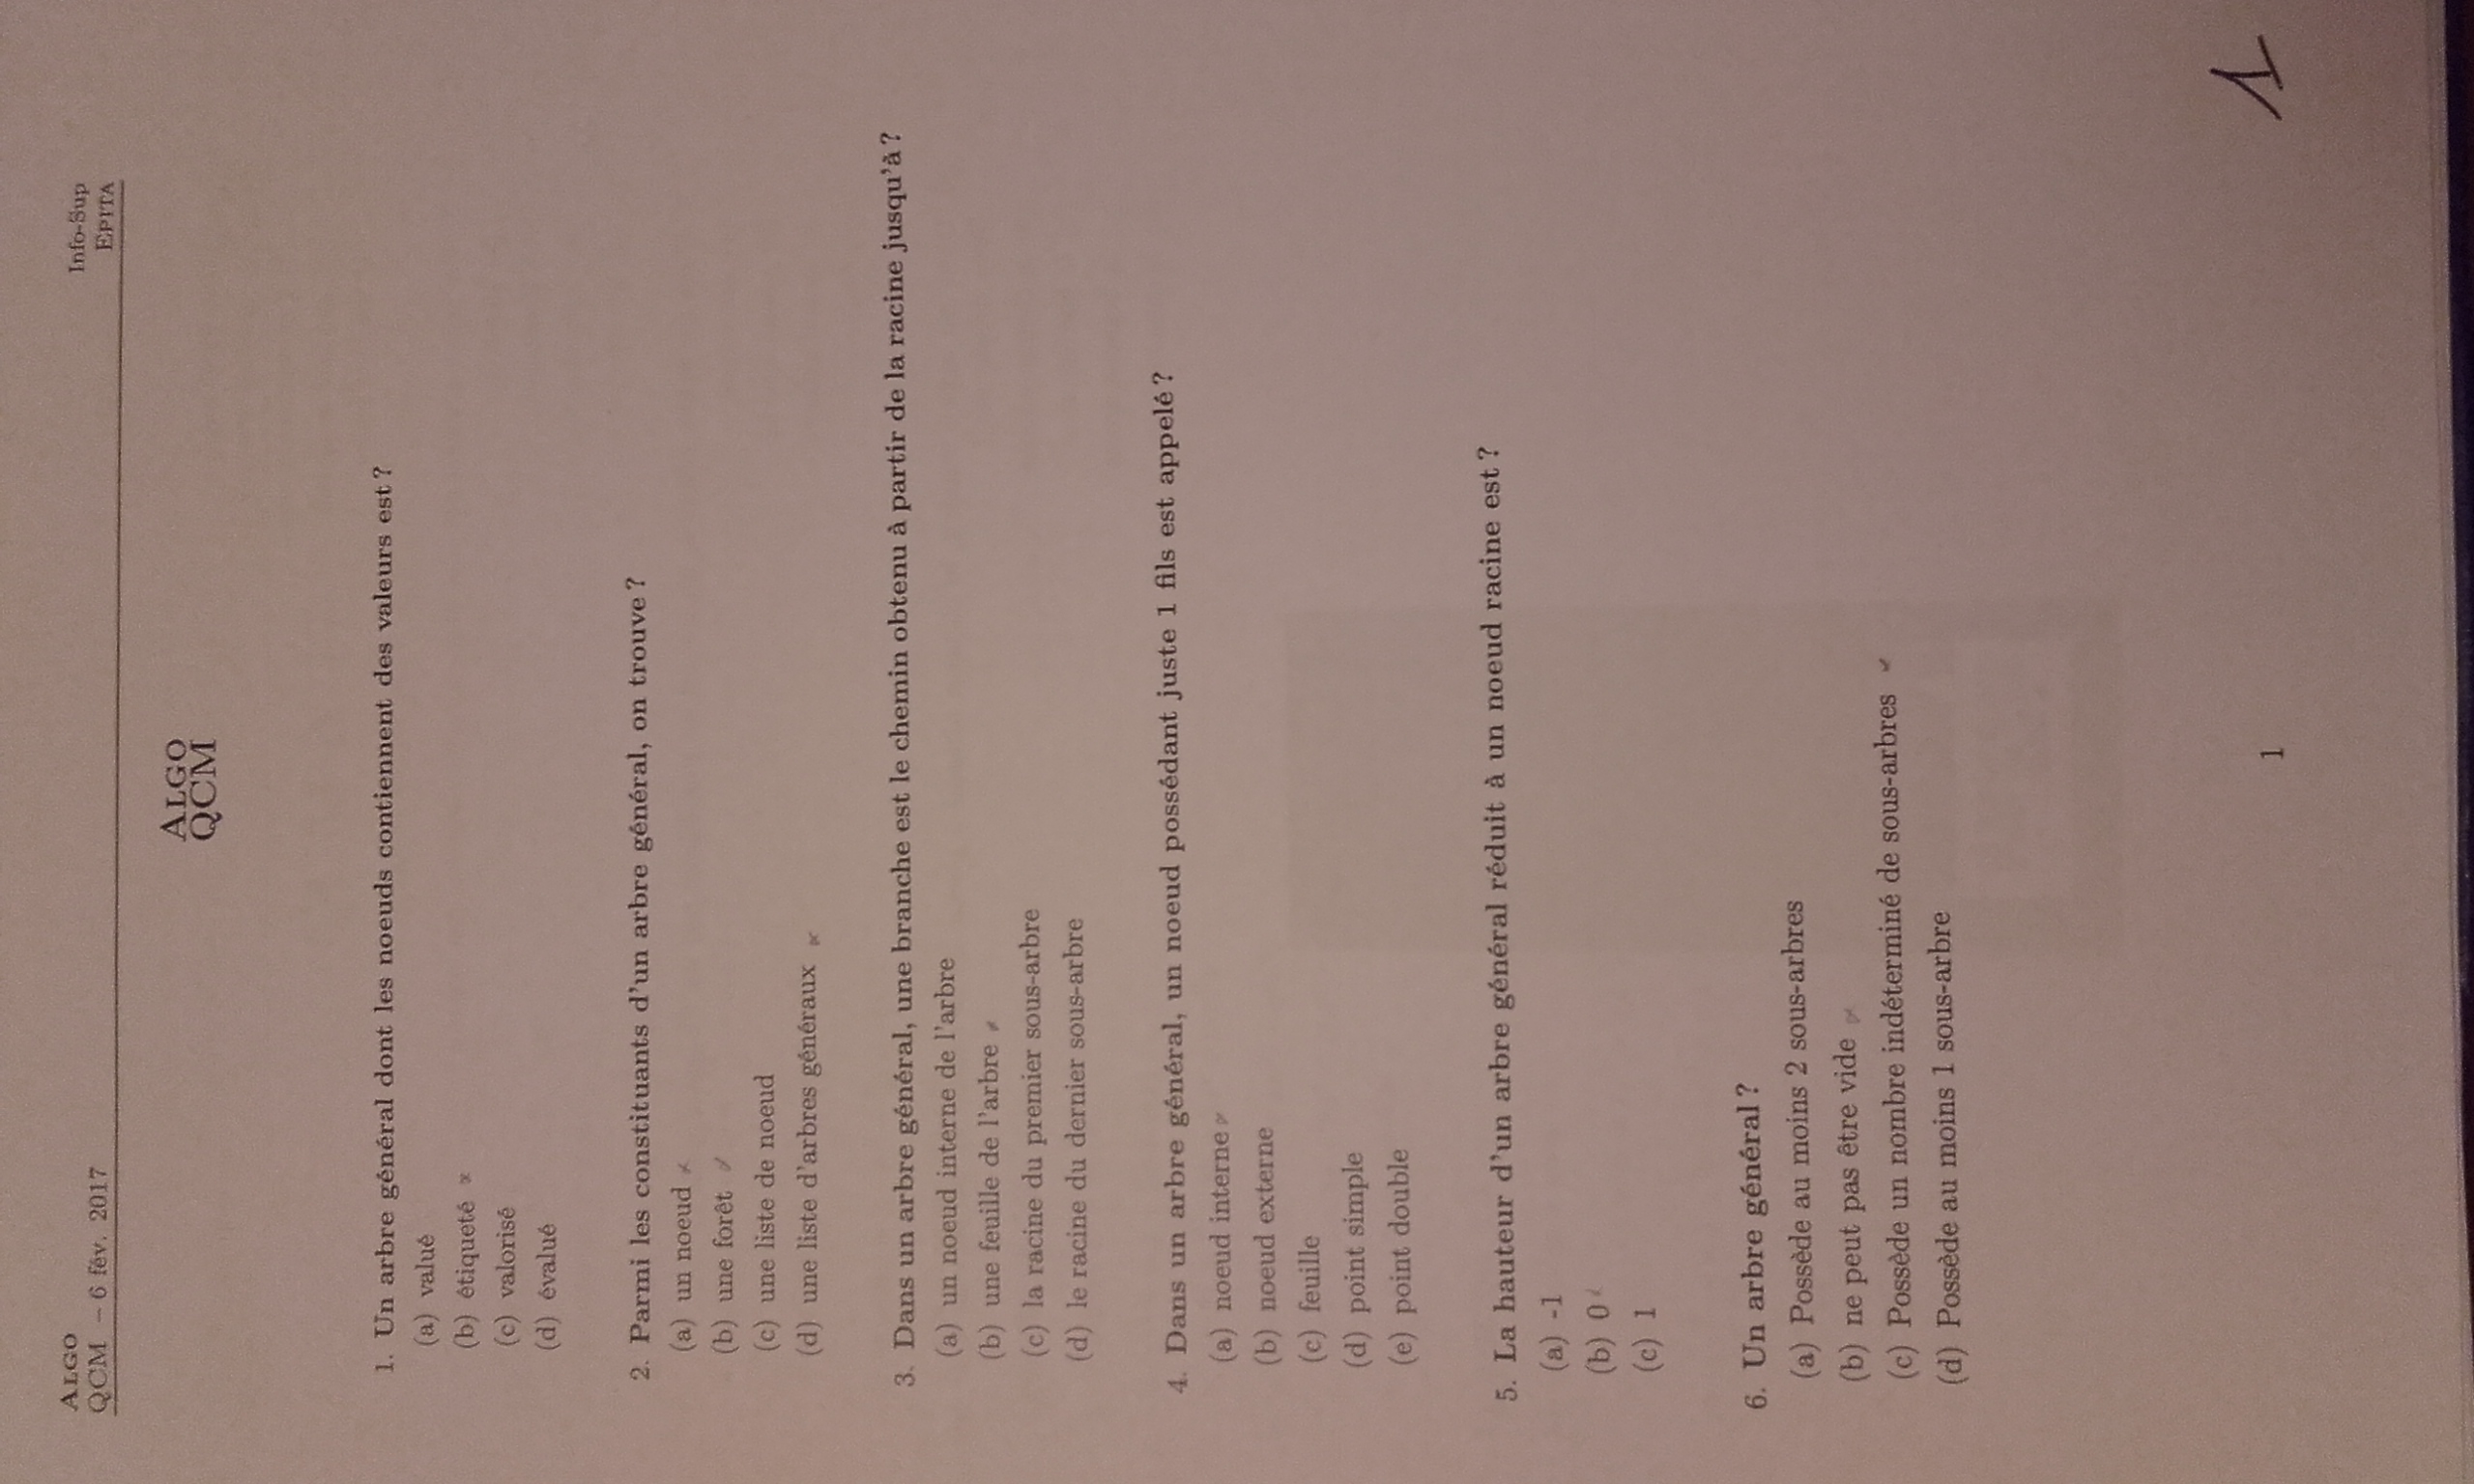 ALGO
QCM – 6 fév. 2017
Info-Sup
EPITA
ALGO
QCM
1. Un arbre général dont les noeuds contiennent des valeurs est ?
(a) valué
(b) étiqueté
(c) valorisé
(d) évalué
2. Parmi les constituants d'un arbre général, on trouve ?
(a) un noeud
(b) une forêt
(c) une liste de noeud
(d) une liste d'arbres généraux
3. Dans un arbre général, une branche est le chemin obtenu à partir de la racine jusqu'à ?
(a) un noeud interne de l'arbre
(b) une feuille de l'arbre
(c) la racine du premier sous-arbre
(d) le racine du dernier sous-arbre
4. Dans un arbre général, un noeud possédant juste 1 fils est appelé ?
(a) noeud interne
(b) noeud externe
(c) feuille
(d) point simple
(e) point double
5. La hauteur d'un arbre général réduit à un noeud racine est ?
(a) -1
(b) 0
(c) 1
6. Un arbre général ?
(a) Possède au moins 2 sous-arbres
(b) ne peut pas être vide
(c) Possède un nombre indéterminé de sous-arbres
(d) Possède au moins 1 sous-arbre
1
1